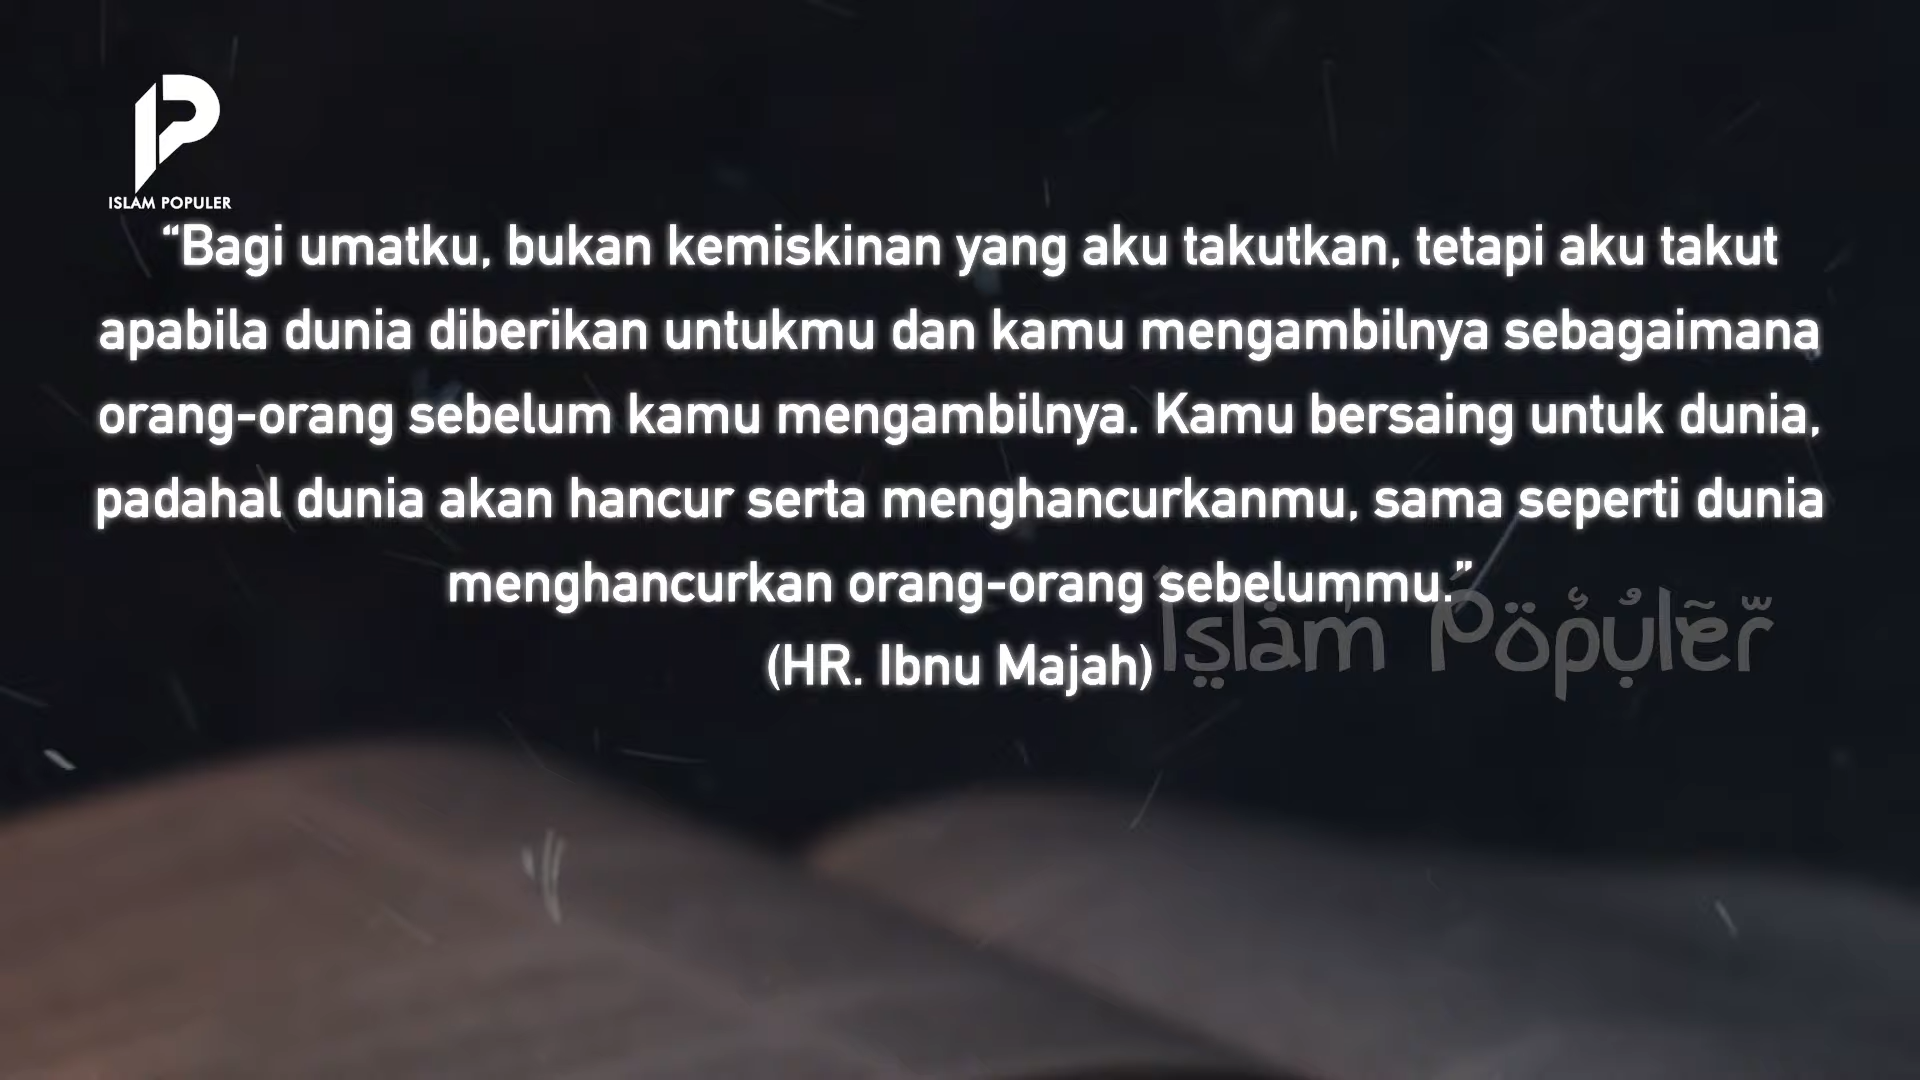 ISLAM POPULER
“Bagi umatku, bukan kemiskinan yang aku takutkan, tetapi aku takut
apabila dunia diberikan untukmu dan kamu mengambilnya sebagaimana
orang-orang sebelum kamu mengambilnya. Kamu bersaing untuk dunia,
padahal dunia akan hancur serta menghancurkanmu, sama seperti dunia
menghancurkan orang-orang sebelummu.”
(HR. Ibnu Majah)
Islam Populer